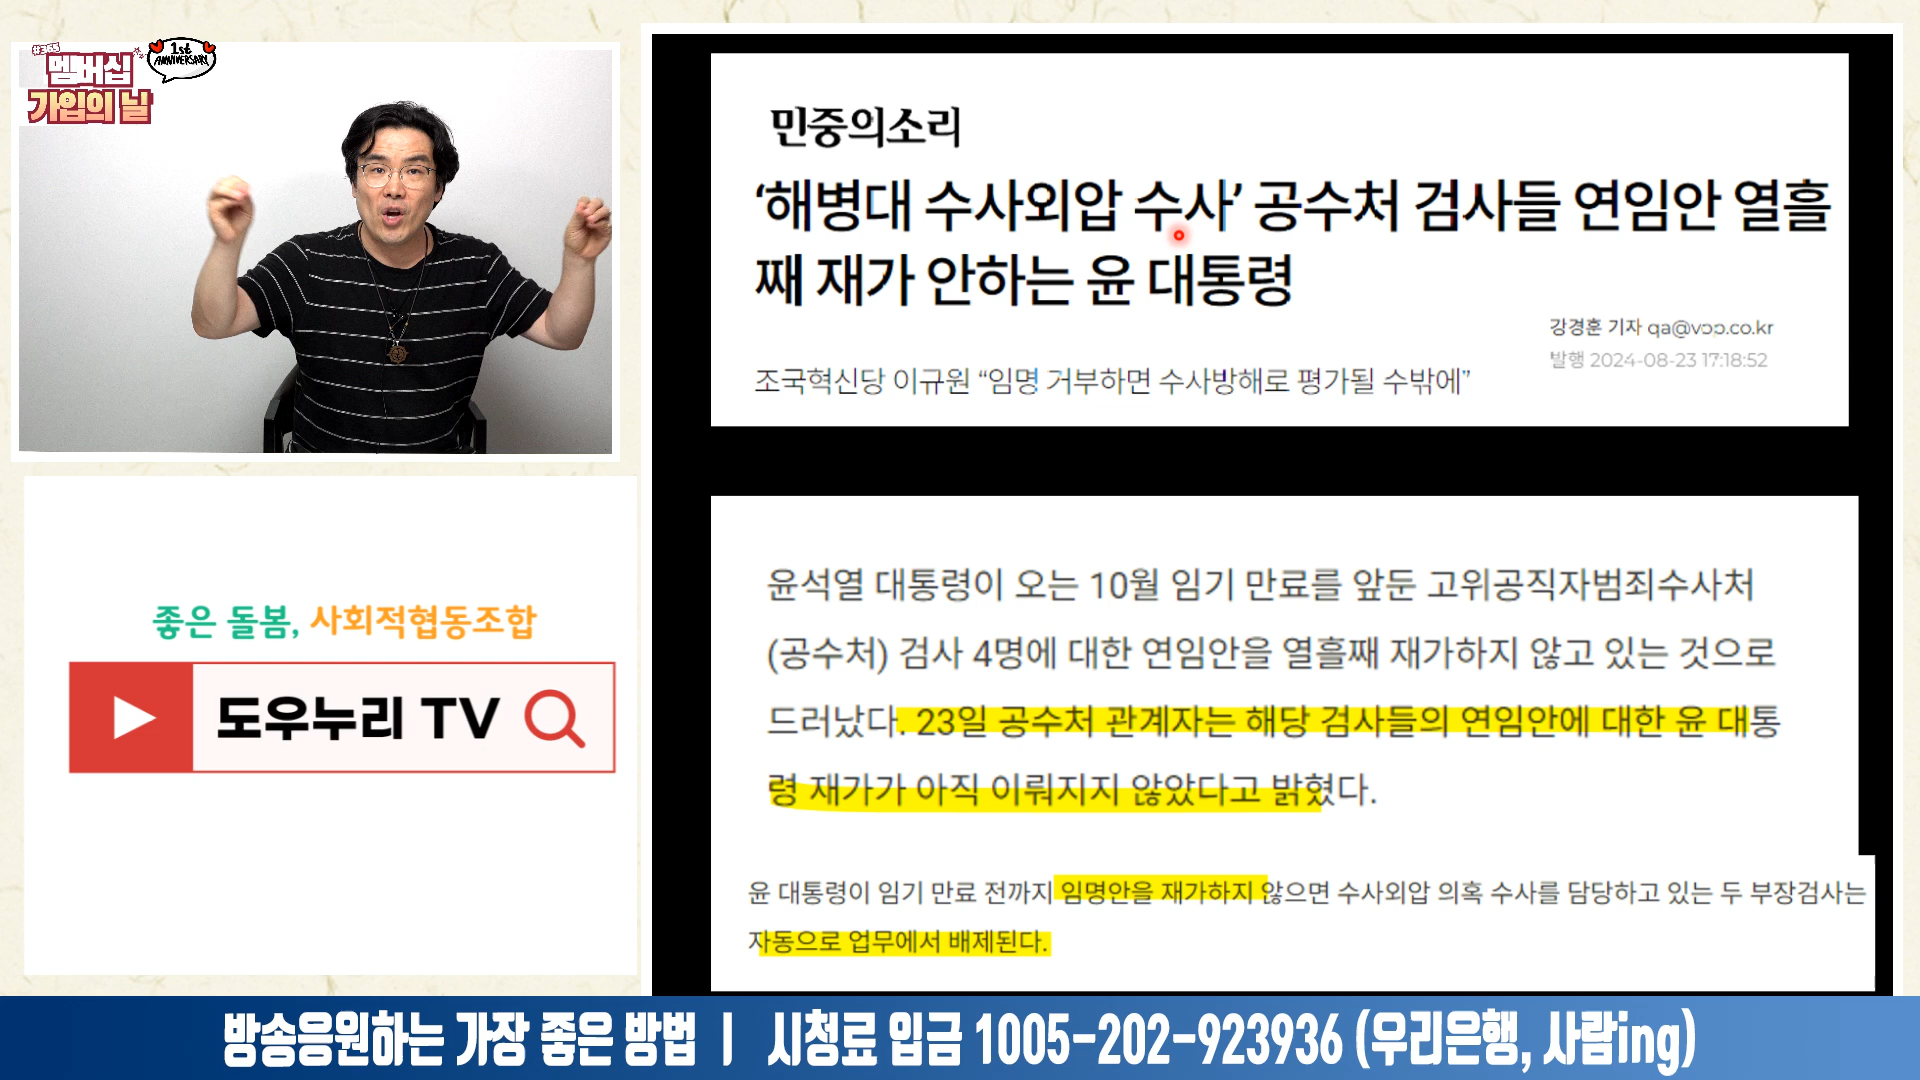 #365
멤버십
가입의 날
1st
ANNIVERSARY
민중의소리
‘해병대 수사외압 수사’ 공수처 검사들 연임안 열흘
째 재가 안하는 윤 대통령
강경훈 기자 qa@vop.co.kr
발행 2024-08-23 17:18:52
조국혁신당 이규원 “임명 거부하면 수사방해로 평가될 수밖에”
윤석열 대통령이 오는 10월 임기 만료를 앞둔 고위공직자범죄수사처
(공수처) 검사 4명에 대한 연임안을 열흘째 재가하지 않고 있는 것으로
드러났다. 23일 공수처 관계자는 해당 검사들의 연임안에 대한 윤 대통
령 재가가 아직 이뤄지지 않았다고 밝혔다.
윤 대통령이 임기 만료 전까지 임명안을 재가하지 않으면 수사외압 의혹 수사를 담당하고 있는 두 부장검사는
자동으로 업무에서 배제된다.
좋은 돌봄, 사회적협동조합
도우누리 TV
방송응원하는 가장 좋은 방법 | 시청료 입금 1005-202-923936 (우리은행, 사람ing)